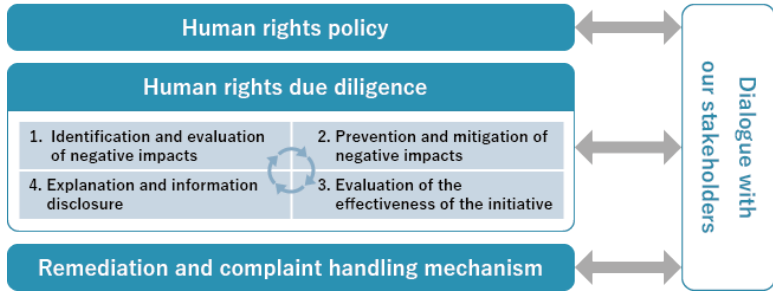 Human rights policy
Human rights due diligence
1. Identification and evaluation
of negative impacts
2. Prevention and mitigation of
negative impacts
4. Explanation and information
disclosure
3. Evaluation of the
effectiveness of the initiative
Remediation and complaint handling mechanism
Dialogue with
our stakeholders